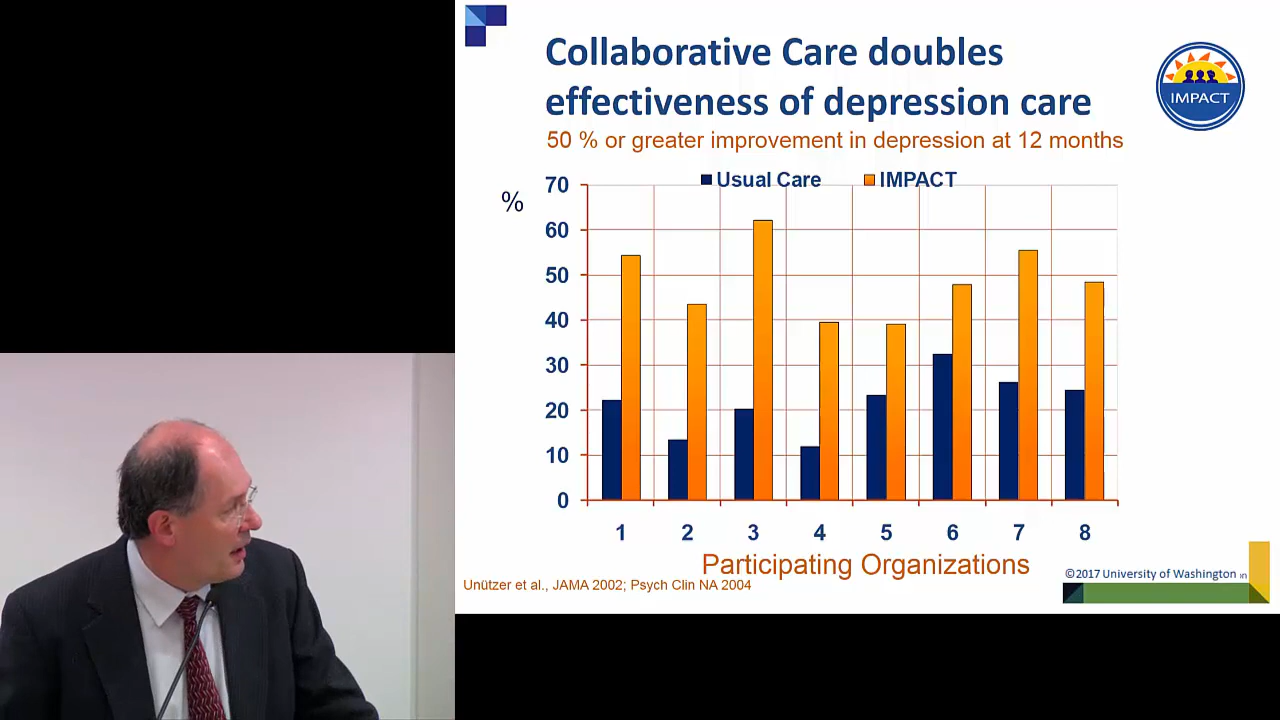 Collaborative Care doubles
effectiveness of depression care
IMPACT
50 % or greater improvement in depression at 12 months
Usual Care IMPACT
%
70
60
50
40
30
20
10
0
1 2 3 4 5 6 7 8
Participating Organizations
Unützer et al., JAMA 2002; Psych Clin NA 2004
©2017 University of Washington